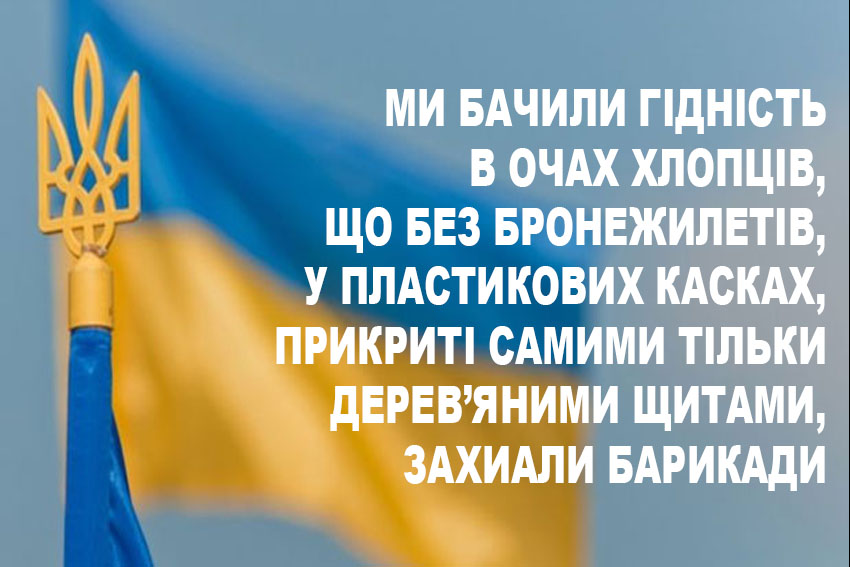 МИ БАЧИЛИ ГІДНІСТЬ
В ОЧАХ ХЛОПЦІВ,
ЩО БЕЗ БРОНЕЖИЛЕТІВ,
У ПЛАСТИКОВИХ КАСКАХ,
ПРИКРИТІ САМИМИ ТІЛЬКИ
ДЕРЕВ’ЯНИМИ ЩИТАМИ,
ЗАХИАЛИ БАРИКАДИ